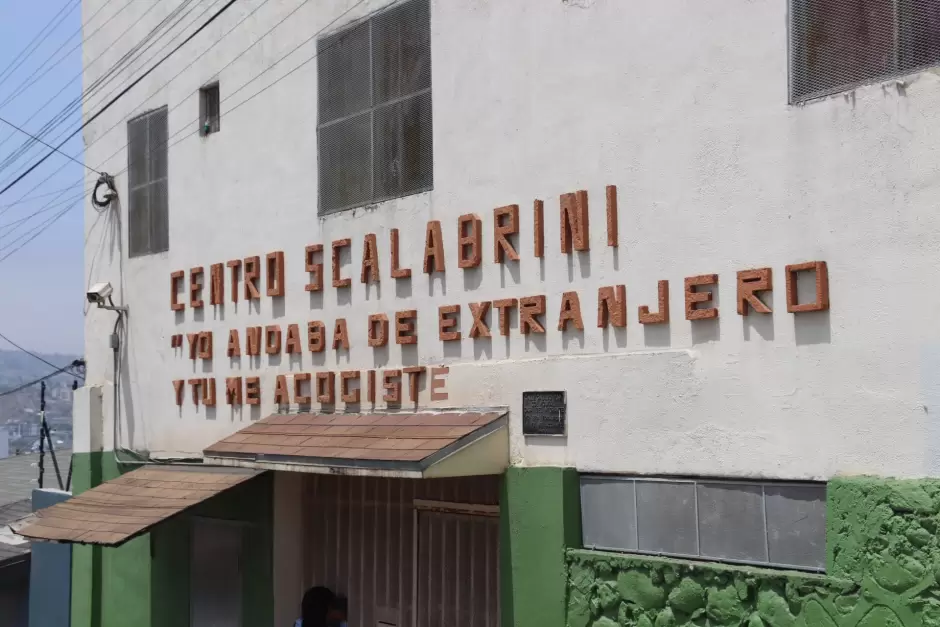 CENTRO SCALABRINI
"YO ANDABA DE EXTRANJERO
Y TU ME ACOGISTE